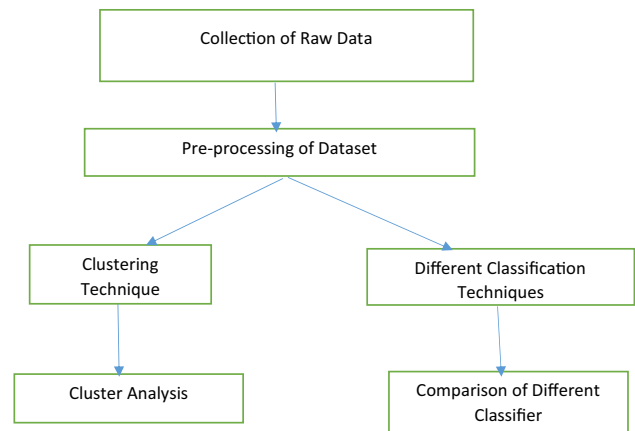 Collection of Raw Data
Pre-processing of Dataset
Clustering
Technique
Different Classification
Techniques
Cluster Analysis
Comparison of Different
Classifier